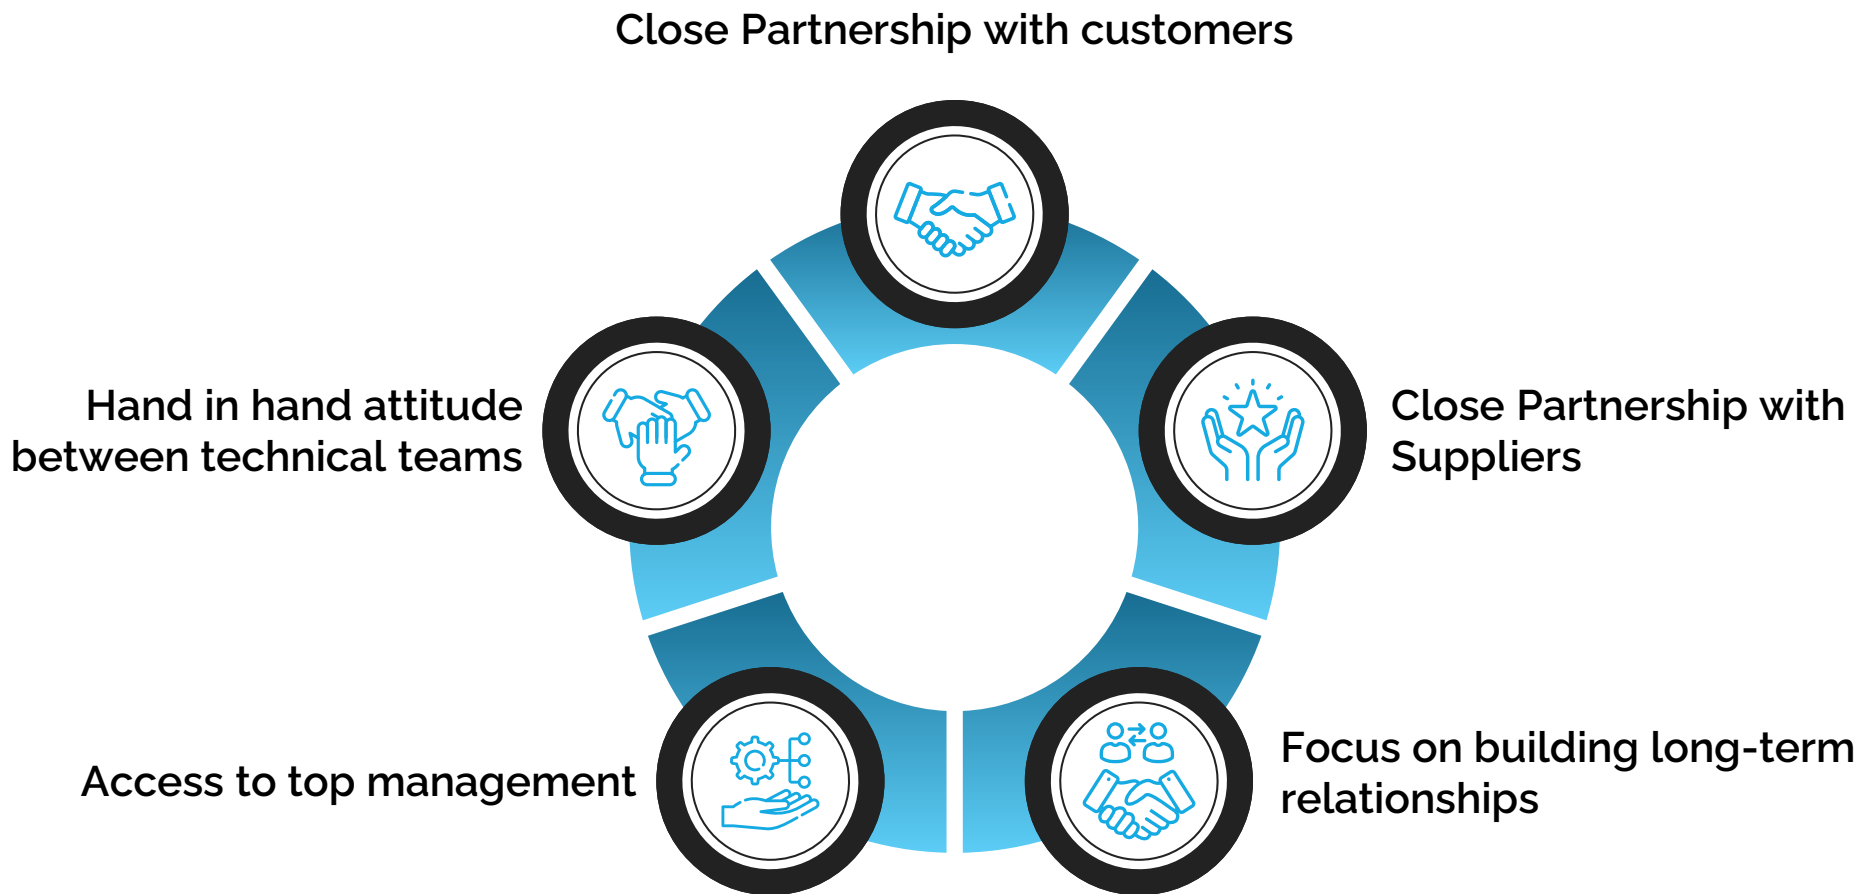 Close Partnership with customers
Hand in hand attitude
between technical teams
Close Partnership with
Suppliers
Access to top management
Focus on building long-term
relationships